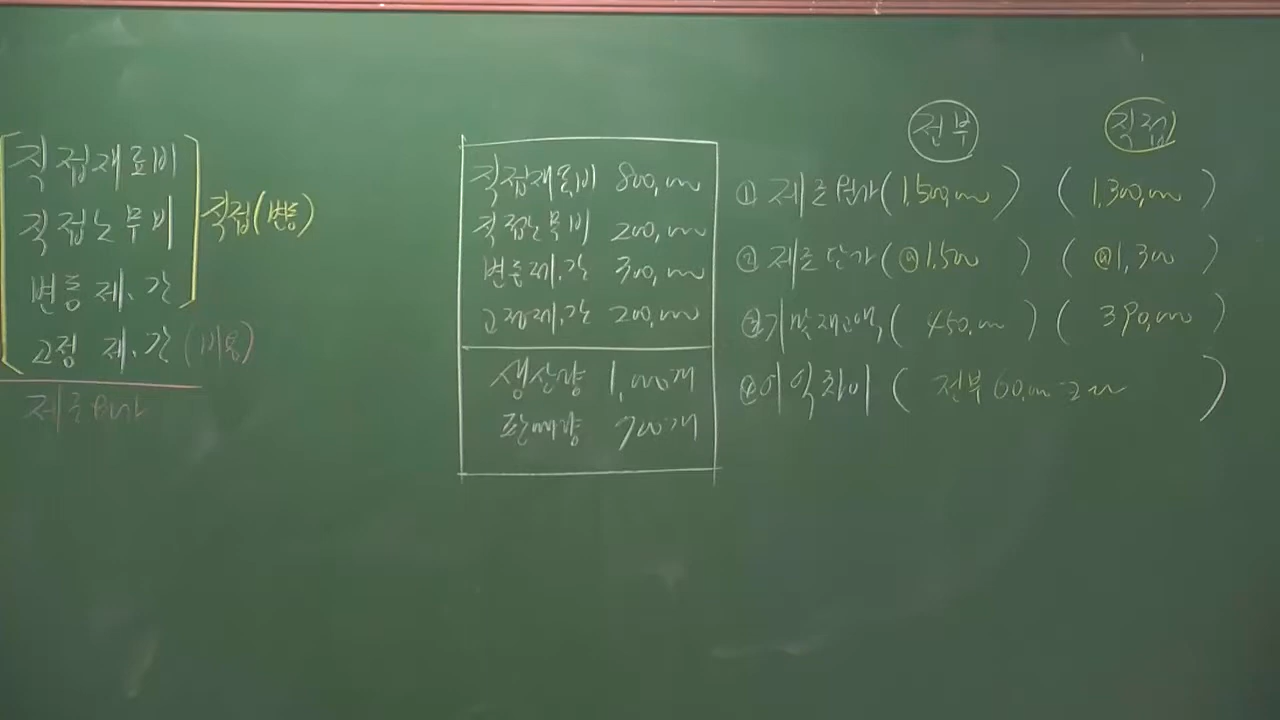 직접재료비
직접노무비
변동 제.간
고정 제.간 (비용)
제조원가
직접(변동)
직접재료비 800,000
직접노무비 200,000
변동제.간 300,000
고정제.간 200,000
생산량 1,000개
판매량 700개
전부 직접
① 제조원가 (1,500,000) (1,300,000)
② 제조단가 (@1,500) (@1,300)
③ 기말재고액 (450,000) (390,000)
④ 이익차이 (전부 60,000